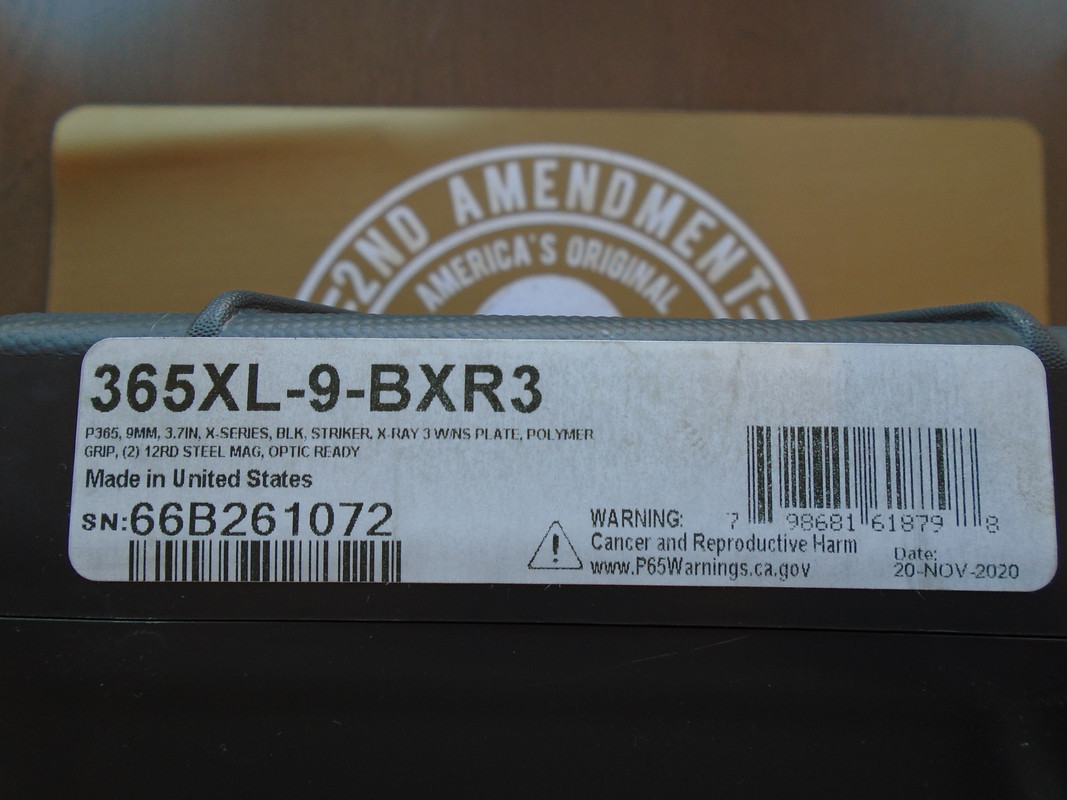 2ND AMENDMENT
AMERICA'S ORIGINAL
365XL-9-BXR3
P365, 9MM, 3.7IN, X-SERIES, BLK, STRIKER, X-RAY 3 W/NS PLATE, POLYMER
GRIP, (2) 12RD STEEL MAG, OPTIC READY
Made in United States
SN:66B261072
WARNING:
Cancer and Reproductive Harm
www.P65Warnings.ca.gov
7 98681 61879 8
Date:
20-NOV-2020